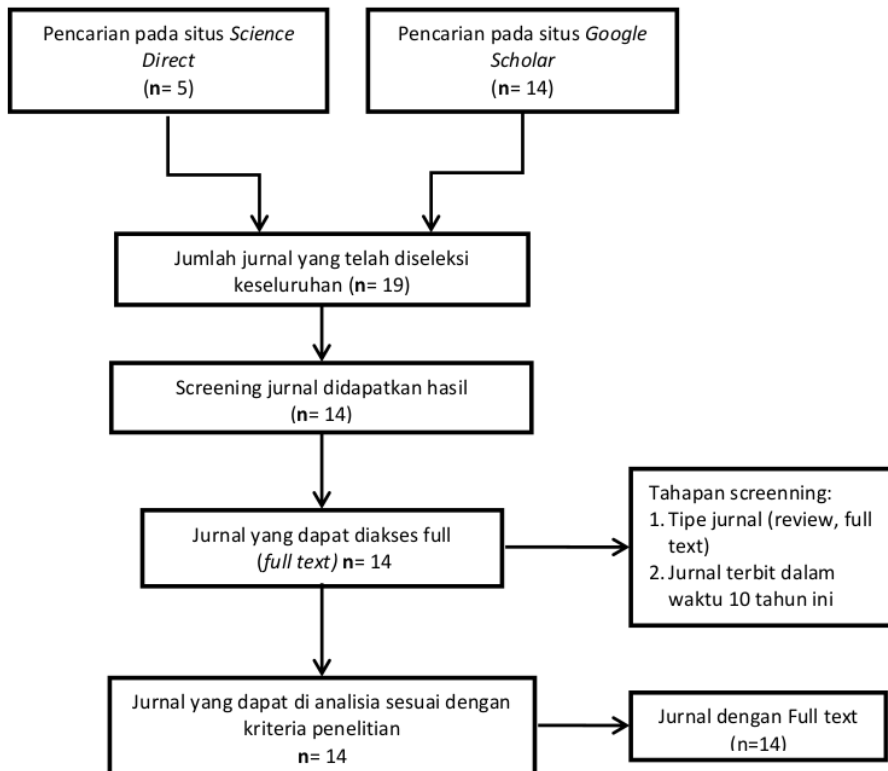 Pencarian pada situs Science
Direct
(n= 5)
Pencarian pada situs Google
Scholar
(n= 14)
Jumlah jurnal yang telah diseleksi
keseluruhan (n= 19)
Screening jurnal didapatkan hasil
(n= 14)
Jurnal yang dapat diakses full
(full text) n= 14
Tahapan screenning:
1. Tipe jurnal (review, full
text)
2. Jurnal terbit dalam
waktu 10 tahun ini
Jurnal yang dapat di analisia sesuai dengan
kriteria penelitian
n= 14
Jurnal dengan Full text
(n=14)